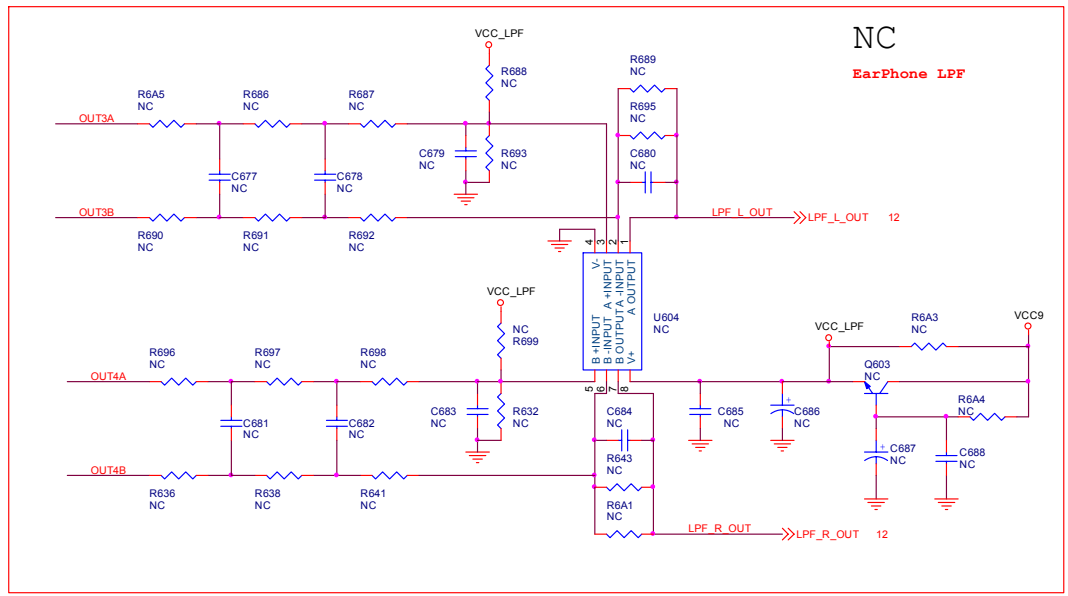 NC
EarPhone LPF
VCC_LPF
R688
NC
R689
NC
R6A5
NC
R686
NC
R687
NC
R695
NC
OUT3A
C679
NC
R693
NC
C680
NC
C677
NC
C678
NC
OUT3B
LPF_L_OUT
LPF_L_OUT 12
R690
NC
R691
NC
R692
NC
4
3
2
1
V-
A +INPUT
A -INPUT
A OUTPUT
B +INPUT
B -INPUT
B OUTPUT
V+
U604
NC
5
6
7
8
VCC_LPF
NC
R699
VCC_LPF
R6A3
NC
VCC9
R696
NC
R697
NC
R698
NC
Q603
NC
OUT4A
C683
NC
R632
NC
C684
NC
C685
NC
+
C686
NC
R6A4
NC
C681
NC
C682
NC
+
C687
NC
C688
NC
R643
NC
OUT4B
R636
NC
R638
NC
R641
NC
R6A1
NC
LPF_R_OUT
LPF_R_OUT 12